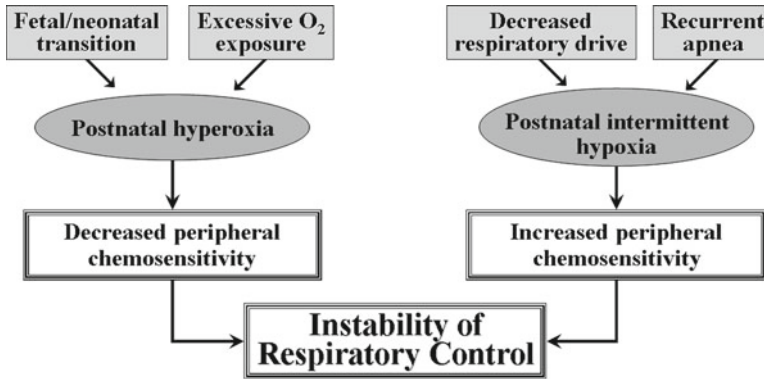 Fetal/neonatal
transition
Excessive O₂
exposure
Decreased
respiratory drive
Recurrent
apnea
Postnatal hyperoxia
Postnatal intermittent
hypoxia
Decreased peripheral
chemosensitivity
Increased peripheral
chemosensitivity
Instability of
Respiratory Control